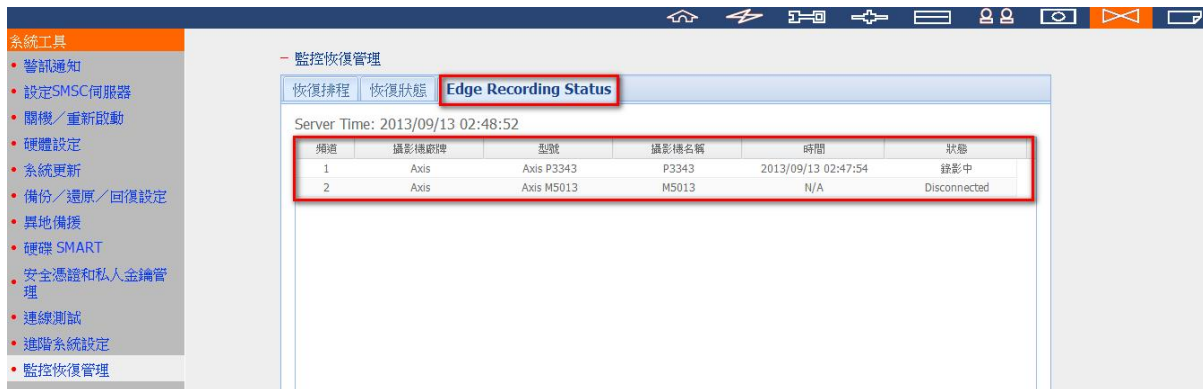 系統工具
警訊通知
設定SMSC伺服器
關機／重新啟動
硬體設定
系統更新
備份／還原／回復設定
異地備援
硬碟 SMART
安全憑證和私人金鑰管
理
連線測試
進階系統設定
監控恢復管理
監控恢復管理
恢復排程 恢復狀態 Edge Recording Status
Server Time: 2013/09/13 02:48:52
頻道 攝影機廠牌 型號 攝影機名稱 時間 狀態
1 Axis Axis P3343 P3343 2013/09/13 02:47:54 錄影中
2 Axis Axis M5013 M5013 N/A Disconnected